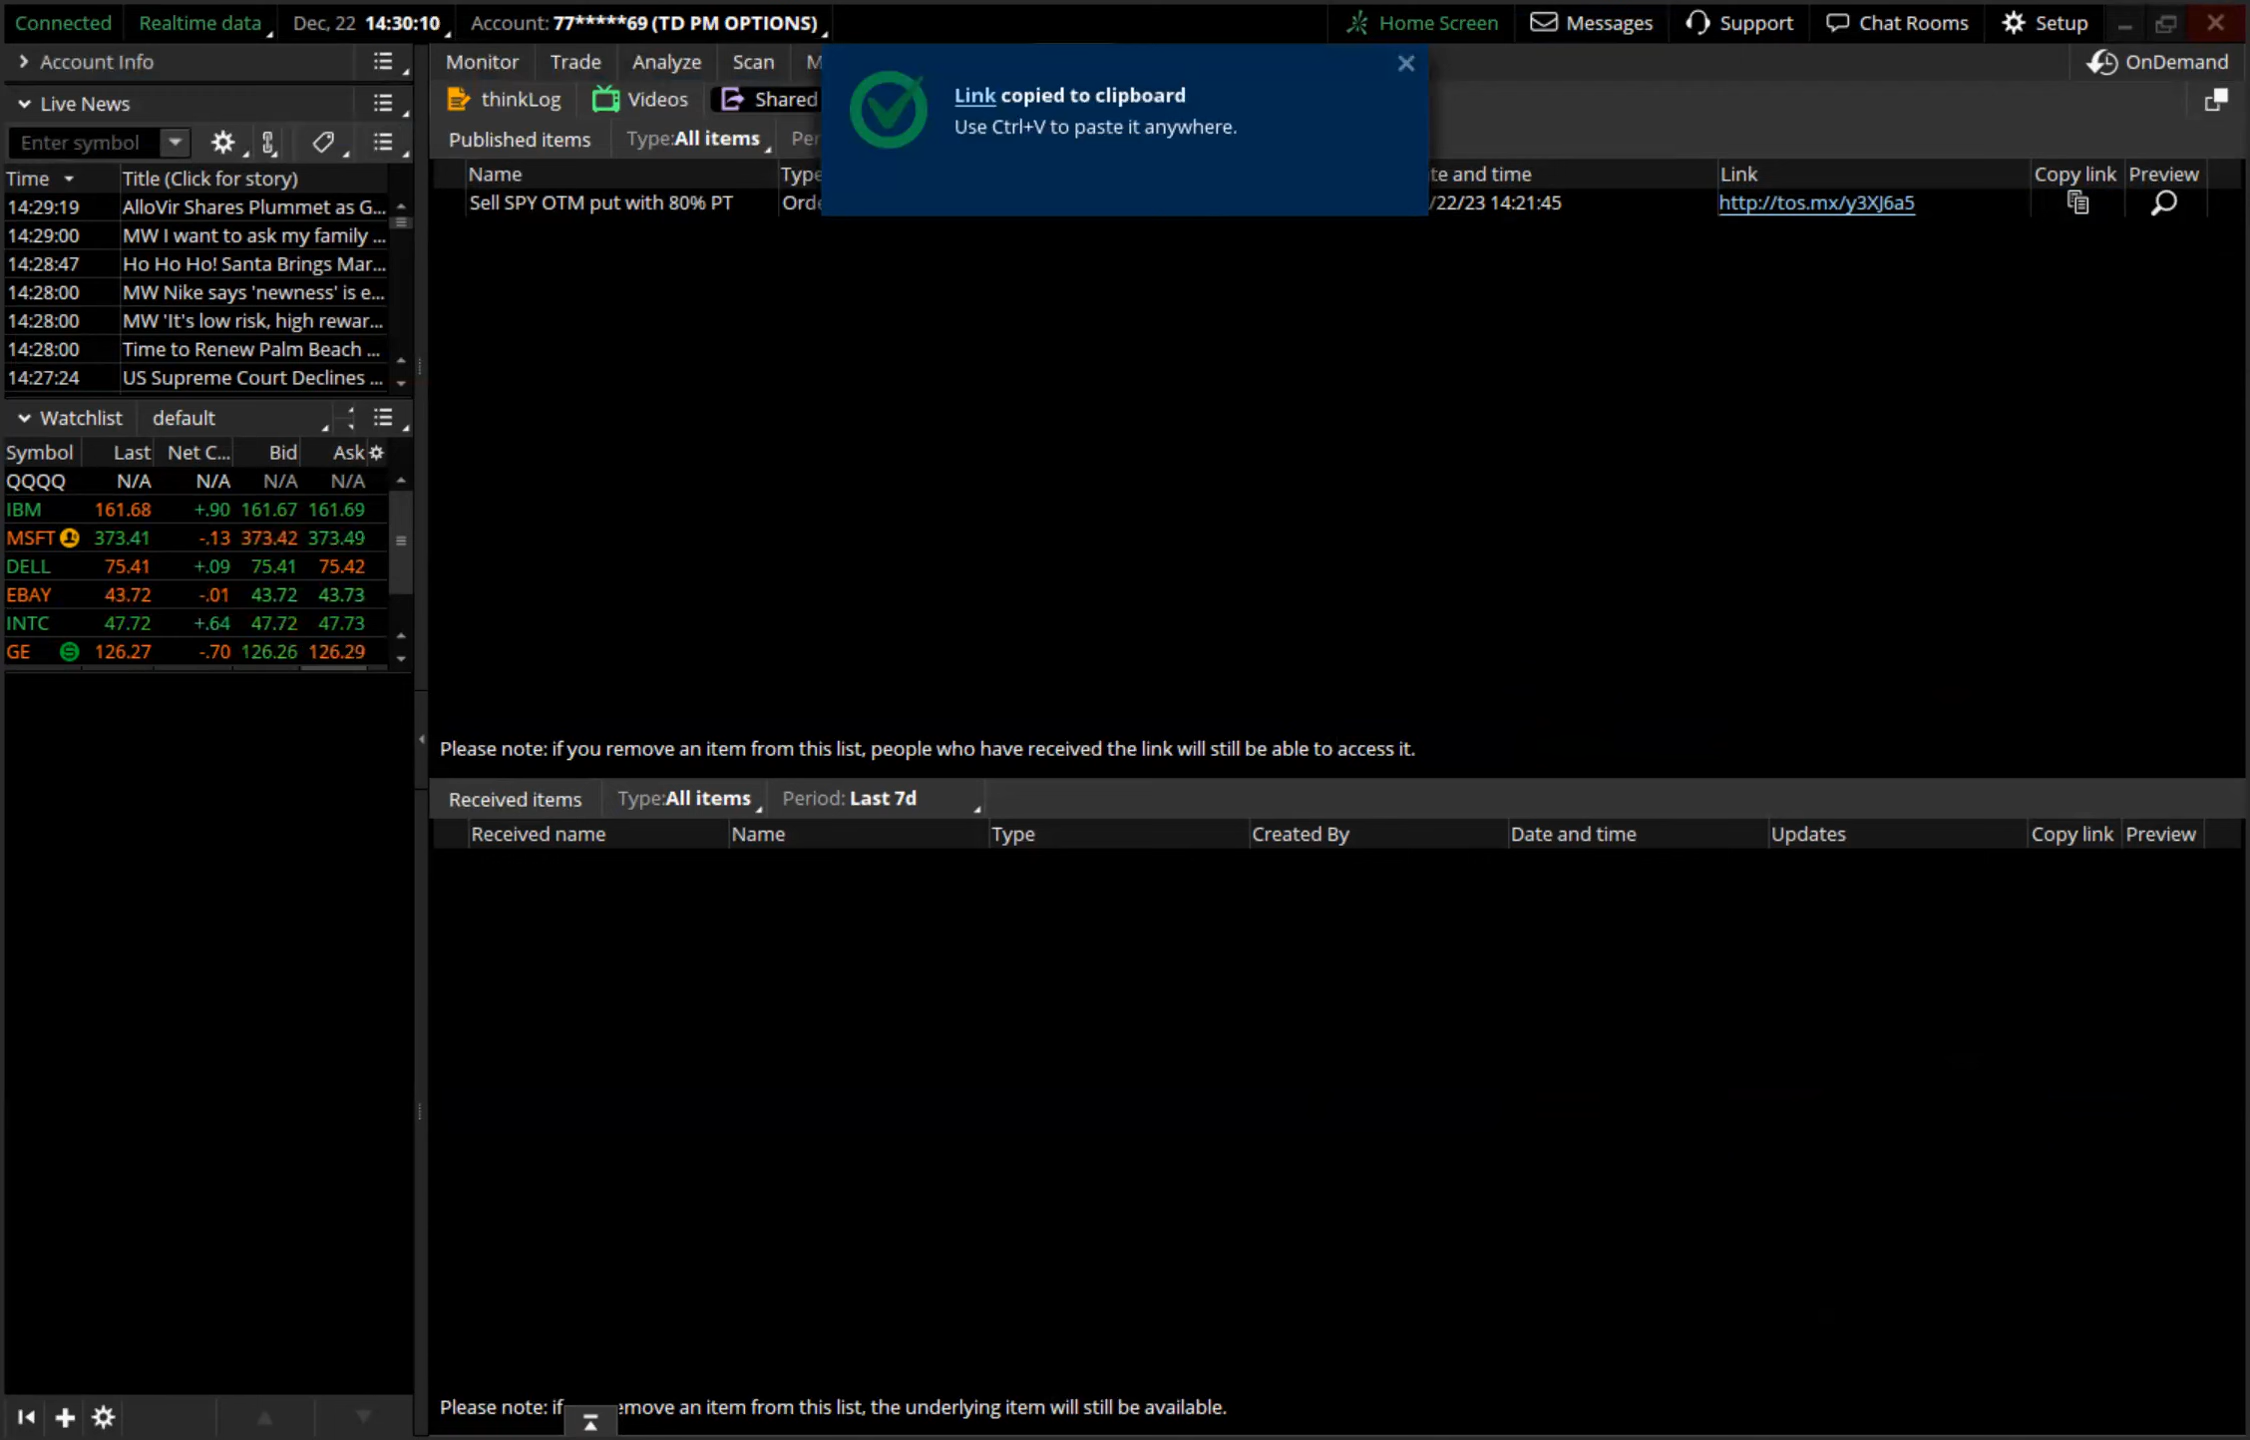 Connected Realtime data Dec, 22 14:30:10 Account: 77*****69 (TD PM OPTIONS) Home Screen Messages Support Chat Rooms Setup
Account Info
Monitor Trade Analyze Scan M OnDemand
Live News
thinkLog Videos Shared
Link copied to clipboard
Use Ctrl+V to paste it anywhere.
Enter symbol
Published items Type:All items Per
Time Title (Click for story)
Name Type te and time Link Copy link Preview
Sell SPY OTM put with 80% PT Orde /22/23 14:21:45 http://tos.mx/y3XJ6a5
14:29:19 AlloVir Shares Plummet as G...
14:29:00 MW I want to ask my family ...
14:28:47 Ho Ho Ho! Santa Brings Mar...
14:28:00 MW Nike says 'newness' is e...
14:28:00 MW 'It's low risk, high rewar...
14:28:00 Time to Renew Palm Beach ...
14:27:24 US Supreme Court Declines ...
Watchlist default
Symbol Last Net C... Bid Ask
QQQQ N/A N/A N/A N/A
IBM 161.68 +.90 161.67 161.69
MSFT 373.41 -.13 373.42 373.49
DELL 75.41 +.09 75.41 75.42
EBAY 43.72 -.01 43.72 43.73
INTC 47.72 +.64 47.72 47.73
GE 126.27 -.70 126.26 126.29
Please note: if you remove an item from this list, people who have received the link will still be able to access it.
Received items Type:All items Period: Last 7d
Received name Name Type Created By Date and time Updates Copy link Preview
Please note: if emove an item from this list, the underlying item will still be available.